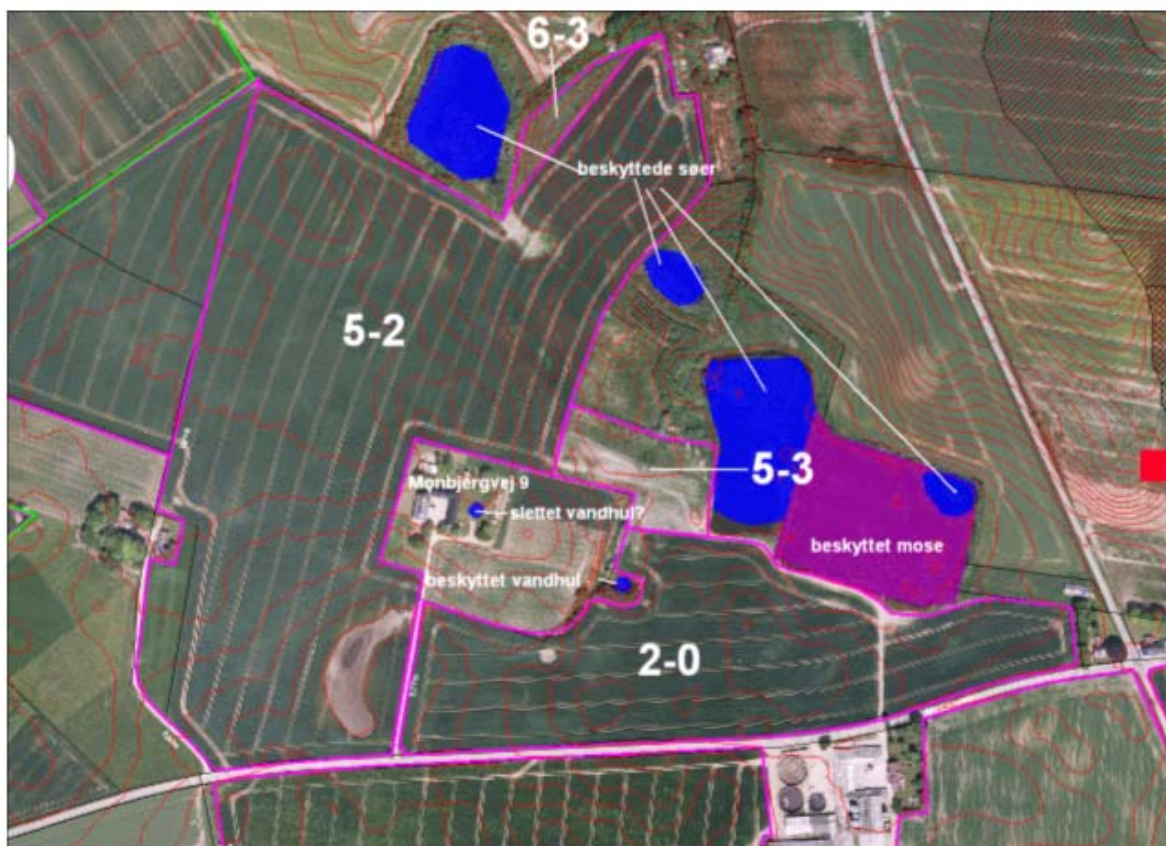 6-3
beskyttede søer
5-2
Monbjergvej 9
5-3
slettet vandhul?
beskyttet mose
beskyttet vandhul
2-0